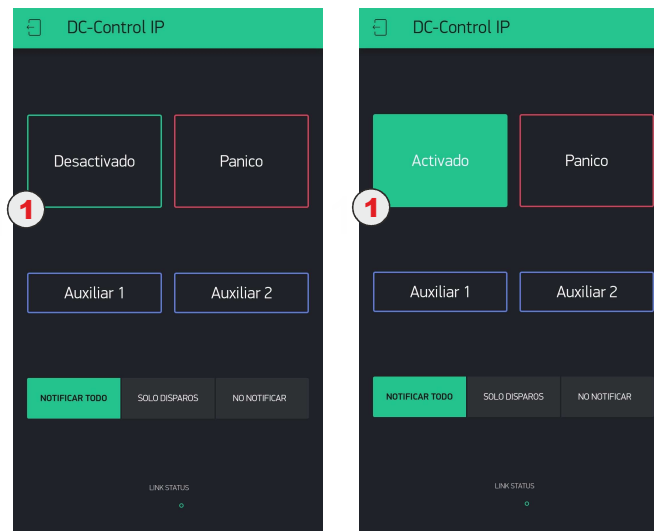 DC-Control IP
Desactivado
Panico
1
Auxiliar 1
Auxiliar 2
NOTIFICAR TODO
SOLO DISPAROS
NO NOTIFICAR
LINK STATUS
DC-Control IP
Activado
Panico
1
Auxiliar 1
Auxiliar 2
NOTIFICAR TODO
SOLO DISPAROS
NO NOTIFICAR
LINK STATUS